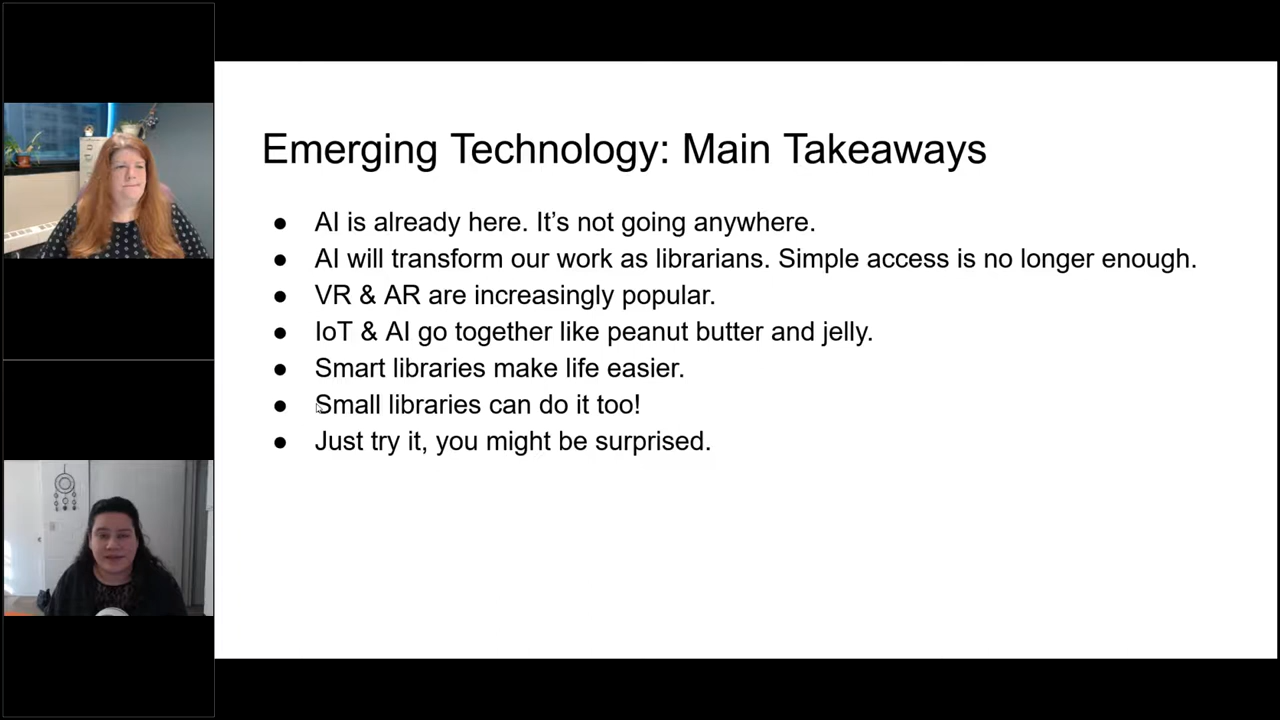 Emerging Technology: Main Takeaways
● AI is already here. It’s not going anywhere.
● AI will transform our work as librarians. Simple access is no longer enough.
● VR & AR are increasingly popular.
● IoT & AI go together like peanut butter and jelly.
● Smart libraries make life easier.
● Small libraries can do it too!
● Just try it, you might be surprised.